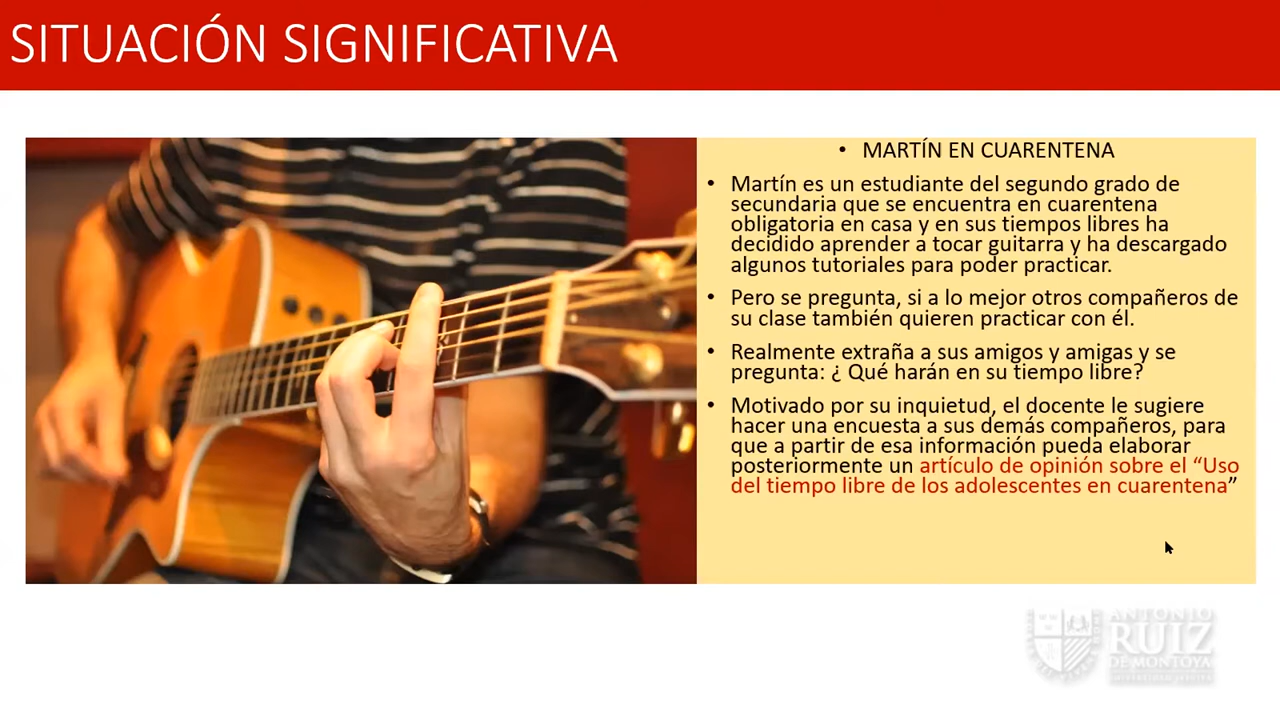 SITUACIÓN SIGNIFICATIVA
• MARTÍN EN CUARENTENA
• Martín es un estudiante del segundo grado de
secundaria que se encuentra en cuarentena
obligatoria en casa y en sus tiempos libres ha
decidido aprender a tocar guitarra y ha descargado
algunos tutoriales para poder practicar.
• Pero se pregunta, si a lo mejor otros compañeros de
su clase también quieren practicar con él.
• Realmente extraña a sus amigos y amigas y se
pregunta: ¿ Qué harán en su tiempo libre?
• Motivado por su inquietud, el docente le sugiere
hacer una encuesta a sus demás compañeros, para
que a partir de esa información pueda elaborar
posteriormente un artículo de opinión sobre el “Uso
del tiempo libre de los adolescentes en cuarentena”
ANTONIO
RUIZ
DE MONTOYA